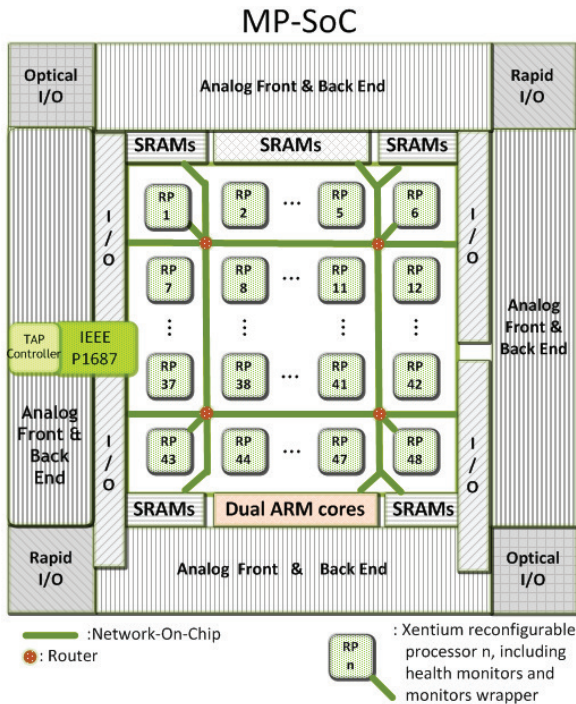 MP-SoC
Optical
I/O
Analog Front & Back End
Rapid
I/O
SRAMs
SRAMs
SRAMs
I
/
O
I
/
O
RP
1
RP
2
...
RP
5
RP
6
RP
7
RP
8
...
RP
11
RP
12
...
...
...
...
TAP
Controller
IEEE
P1687
Analog
Front &
Back End
RP
37
RP
38
...
RP
41
RP
42
Analog
Front &
Back
End
I
/
O
I
/
O
RP
43
RP
44
...
RP
47
RP
48
SRAMs
Dual ARM cores
SRAMs
Rapid
I/O
Analog Front & Back End
Optical
I/O
:Network-On-Chip
: Router
RP
n
: Xentium reconfigurable
processor n, including
health monitors and
monitors wrapper